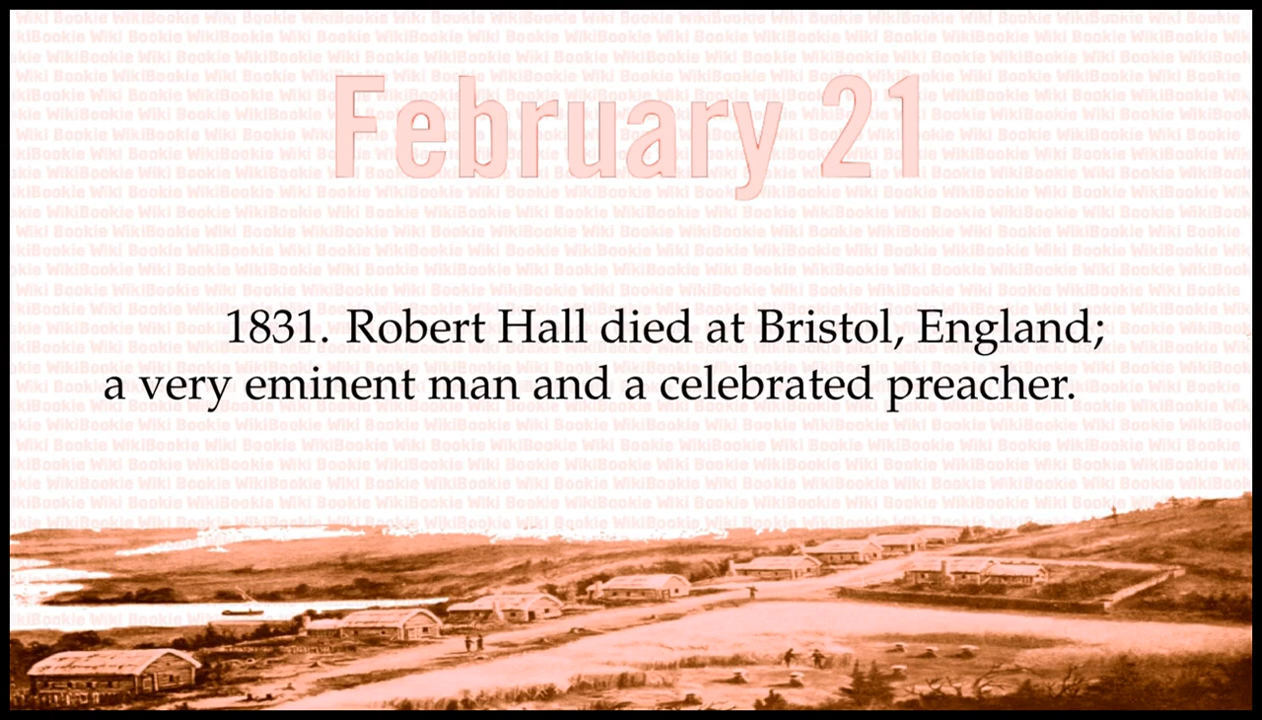 February 21
1831. Robert Hall died at Bristol, England;
a very eminent man and a celebrated preacher.